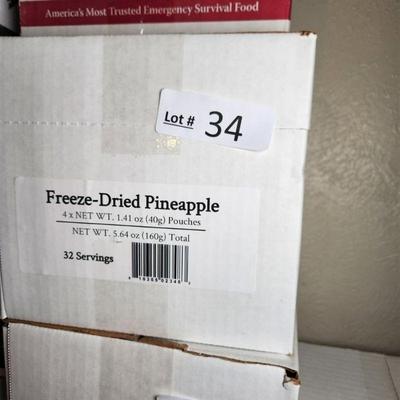 America's Most Trusted Emergency Survival Food
Lot # 34
Freeze-Dried Pineapple
4 x NET WT. 1.41 oz (40g) Pouches
NET WT. 5.64 oz (160g) Total
32 Servings